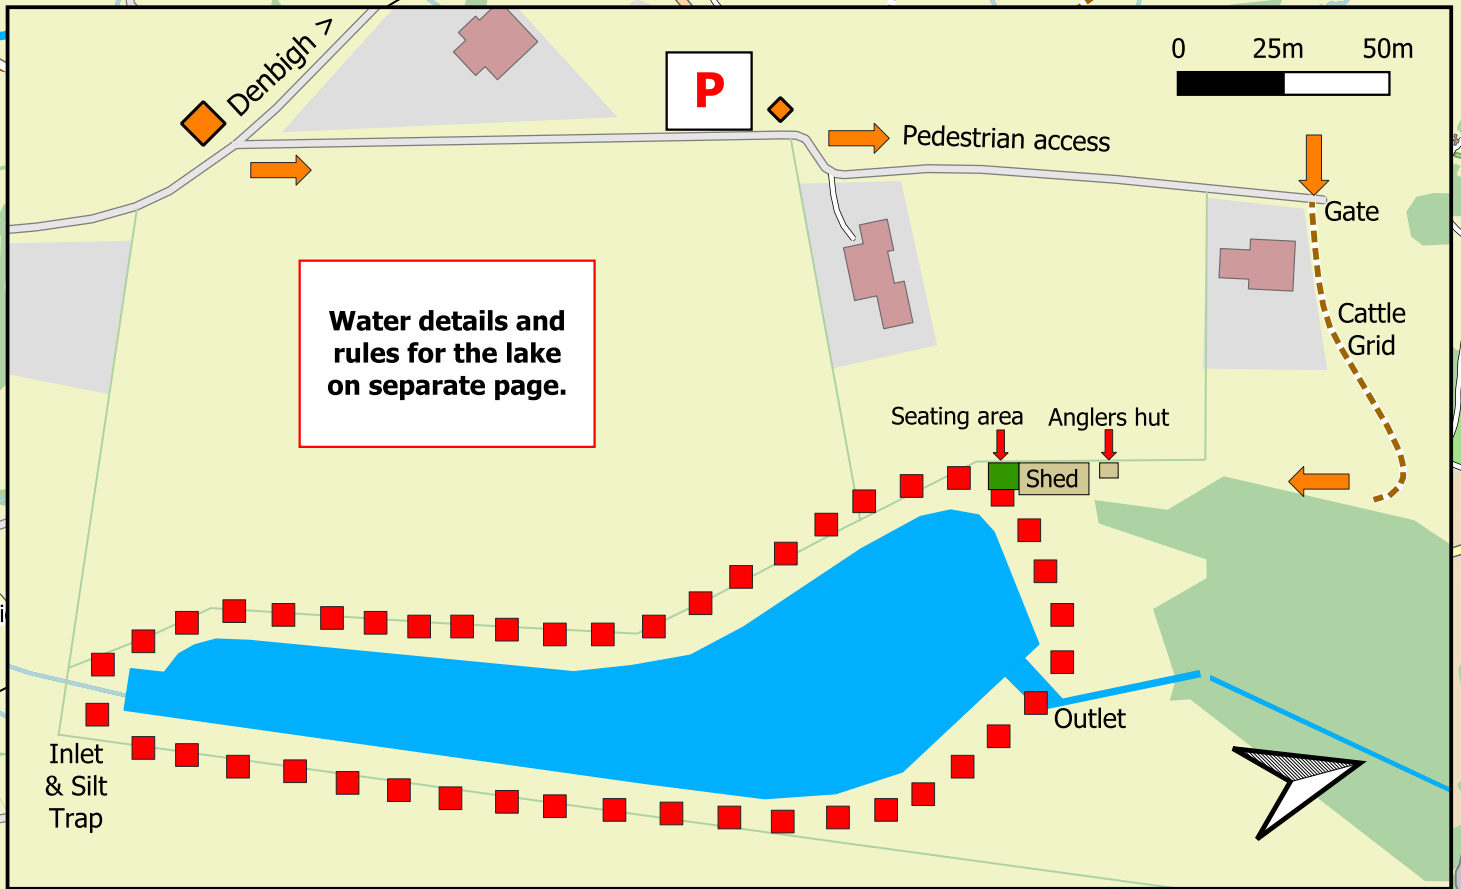 Denbigh >
P
0 25m 50m
Pedestrian access
Gate
Water details and
rules for the lake
on separate page.
Cattle
Grid
Seating area
Anglers hut
Shed
Outlet
Inlet
& Silt
Trap